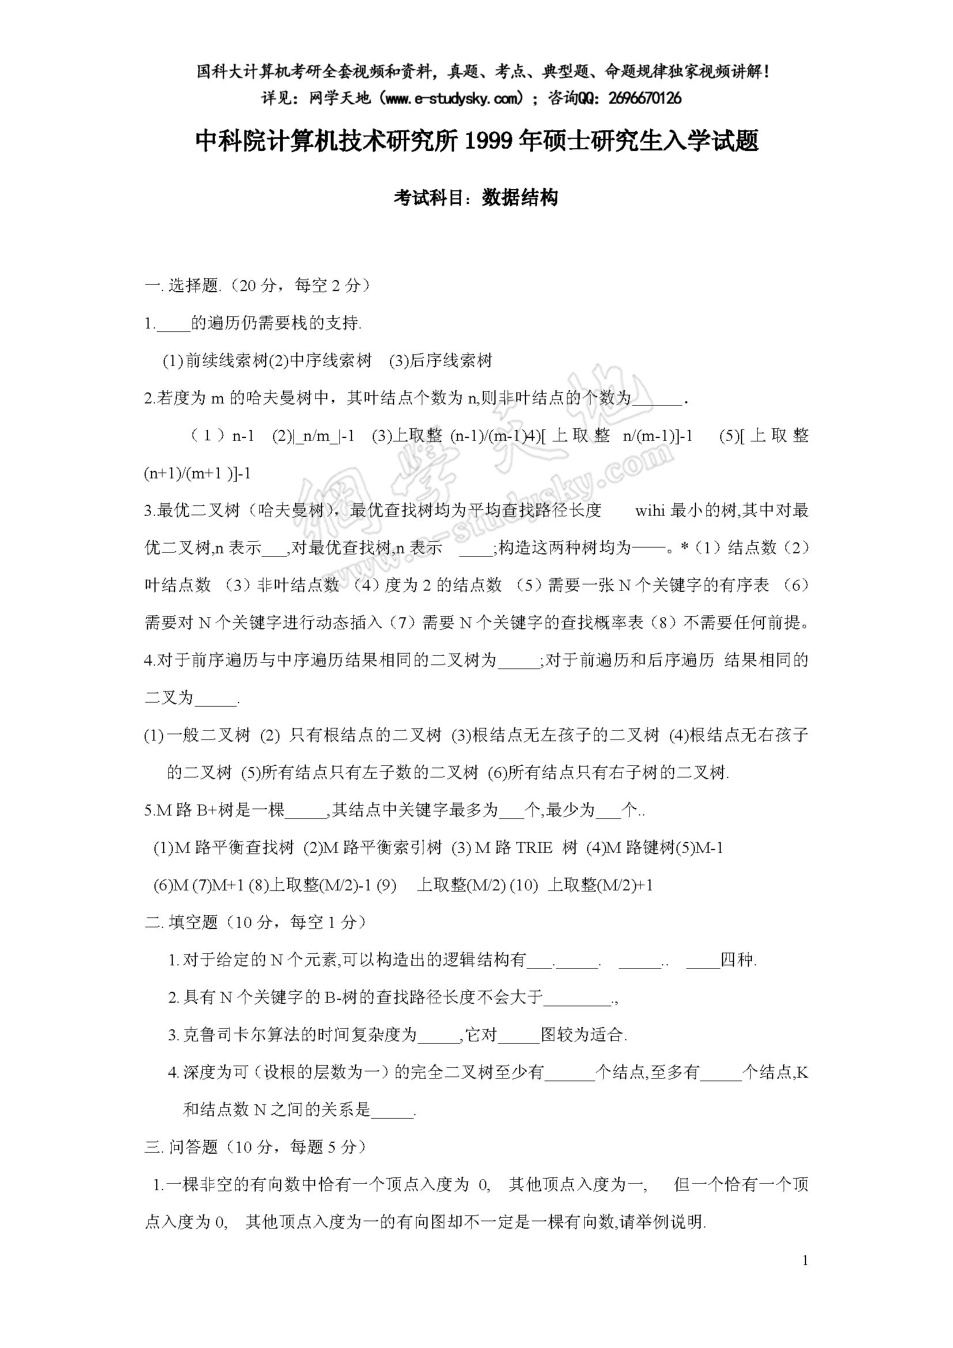 国科大计算机考研全套视频和资料，真题、考点、典型题、命题规律独家视频讲解！
详见：网学天地（www.e-studysky.com）；咨询QQ：2696670126
中科院计算机技术研究所 1999 年硕士研究生入学试题
考试科目：数据结构
一. 选择题.（20 分，每空 2 分）
1.____的遍历仍需要栈的支持.
(1)前续线索树(2)中序线索树 (3)后序线索树
2.若度为 m 的哈夫曼树中，其叶结点个数为 n,则非叶结点的个数为______.
（1）n-1 (2)|_n/m_|-1 (3)上取整 (n-1)/(m-1)4)[ 上 取 整 n/(m-1)]-1 (5)[ 上 取 整
(n+1)/(m+1 )]-1
3.最优二叉树（哈夫曼树），最优查找树均为平均查找路径长度 wihi 最小的树,其中对最
优二叉树,n 表示___,对最优查找树,n 表示 ____;构造这两种树均为——。*（1）结点数（2）
叶结点数 （3）非叶结点数 （4）度为 2 的结点数 （5）需要一张 N 个关键字的有序表 （6）
需要对 N 个关键字进行动态插入（7）需要 N 个关键字的查找概率表（8）不需要任何前提。
4.对于前序遍历与中序遍历结果相同的二叉树为_____;对于前遍历和后序遍历 结果相同的
二叉为_____.
(1)一般二叉树 (2) 只有根结点的二叉树 (3)根结点无左孩子的二叉树 (4)根结点无右孩子
的二叉树 (5)所有结点只有左子数的二叉树 (6)所有结点只有右子树的二叉树.
5.M 路 B+树是一棵_____,其结点中关键字最多为___个,最少为___个..
(1)M 路平衡查找树 (2)M 路平衡索引树 (3) M 路 TRIE 树 (4)M 路键树(5)M-1
(6)M (7)M+1 (8)上取整(M/2)-1 (9) 上取整(M/2) (10) 上取整(M/2)+1
二. 填空题（10 分，每空 1 分）
1. 对于给定的 N 个元素,可以构造出的逻辑结构有___._____. _____.. ____四种.
2. 具有 N 个关键字的 B-树的查找路径长度不会大于________.,
3. 克鲁司卡尔算法的时间复杂度为_____,它对_____图较为适合.
4. 深度为可（设根的层数为一）的完全二叉树至少有______个结点,至多有_____个结点,K
和结点数 N 之间的关系是_____.
三. 问答题（10 分，每题 5 分）
1.一棵非空的有向数中恰有一个顶点入度为 0, 其他顶点入度为一, 但一个恰有一个顶
点入度为 0, 其他顶点入度为一的有向图却不一定是一棵有向数,请举例说明.
網學天地
www.e-studysky.com
1